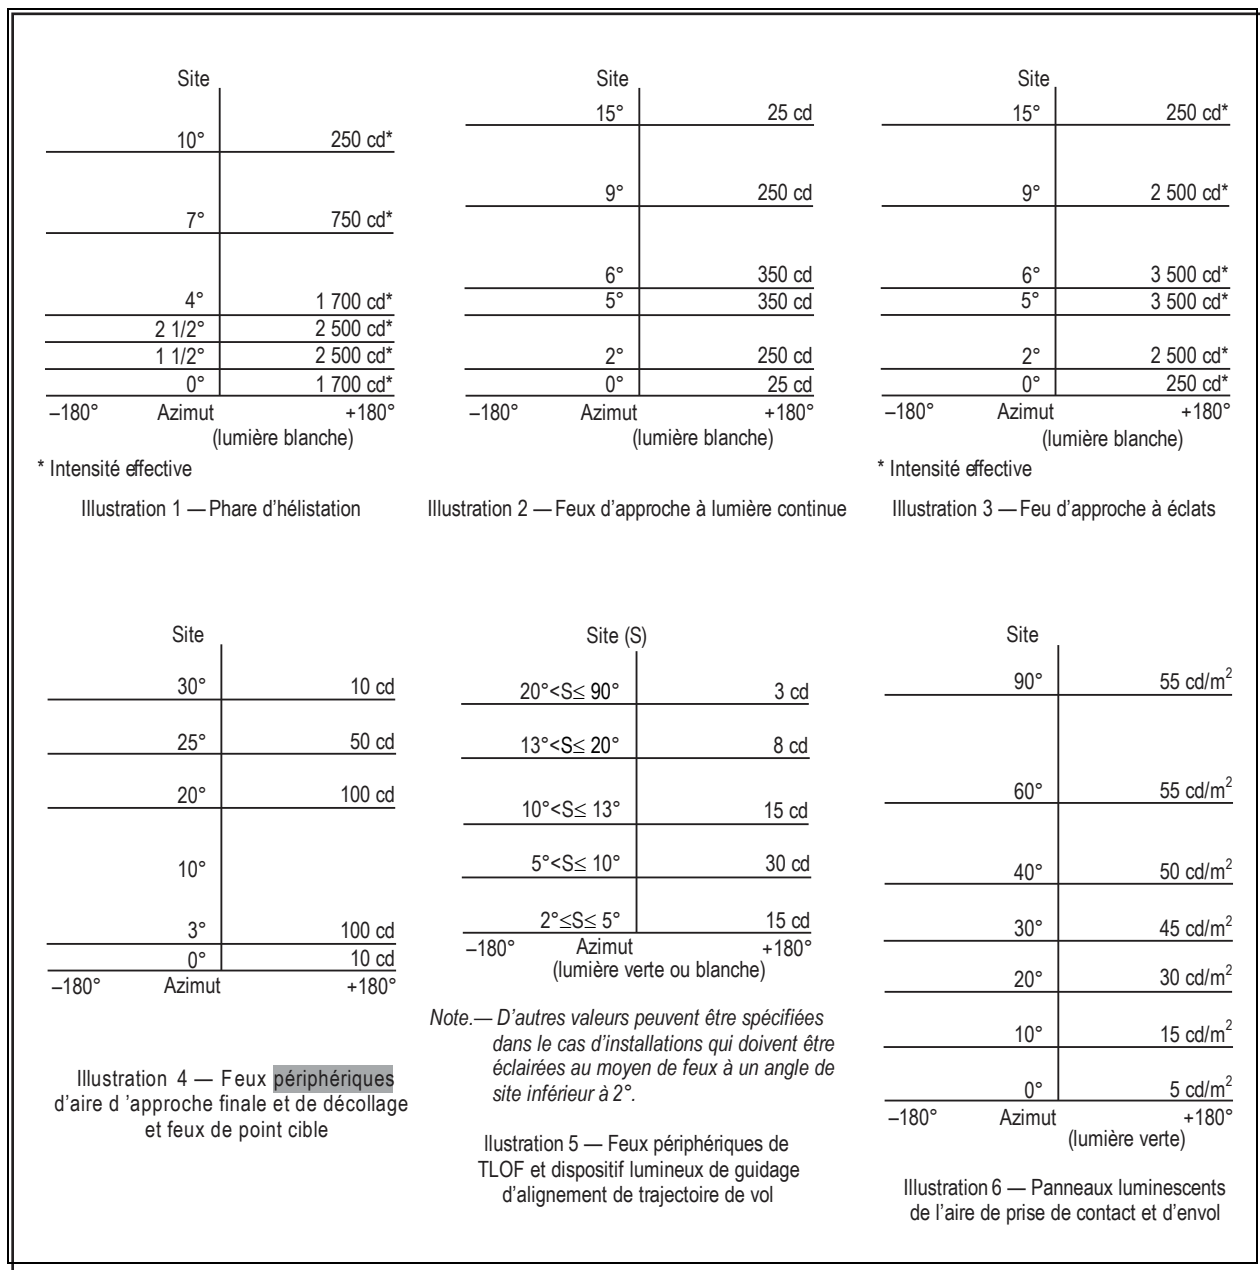 Site
15° 25 cd
10° 250 cd*
9° 250 cd
7° 750 cd*
6° 350 cd
4° 1 700 cd*
5° 350 cd
2 1/2° 2 500 cd*
1 1/2° 2 500 cd*
2° 250 cd
0° 1 700 cd*
0° 25 cd
–180° Azimut +180°
(lumière blanche)
* Intensité effective
Illustration 1 — Phare d'hélistation
Site
–180° Azimut +180°
(lumière blanche)
Illustration 2 — Feux d'approche à lumière continue
Site
15° 250 cd*
9° 2 500 cd*
6° 3 500 cd*
5° 3 500 cd*
2° 2 500 cd*
0° 250 cd*
–180° Azimut +180°
(lumière blanche)
* Intensité effective
Illustration 3 — Feu d'approche à éclats
Site
30° 10 cd
25° 50 cd
20° 100 cd
10°
3° 100 cd
0° 10 cd
–180° Azimut +180°
Illustration 4 — Feux périphériques
d'aire d 'approche finale et de décollage
et feux de point cible
Site (S)
20°<S≤ 90° 3 cd
13°<S≤ 20° 8 cd
10°<S≤ 13° 15 cd
5°<S≤ 10° 30 cd
2°≤S≤ 5° 15 cd
–180° Azimut +180°
(lumière verte ou blanche)
Note.— D'autres valeurs peuvent être spécifiées
dans le cas d'installations qui doivent être
éclairées au moyen de feux à un angle de
site inférieur à 2°.
llustration 5 — Feux périphériques de
TLOF et dispositif lumineux de guidage
d'alignement de trajectoire de vol
Site
90° 55 cd/m²
60° 55 cd/m²
40° 50 cd/m²
30° 45 cd/m²
20° 30 cd/m²
10° 15 cd/m²
0° 5 cd/m²
–180° Azimut +180°
(lumière verte)
Illustration 6 — Panneaux luminescents
de l'aire de prise de contact et d'envol